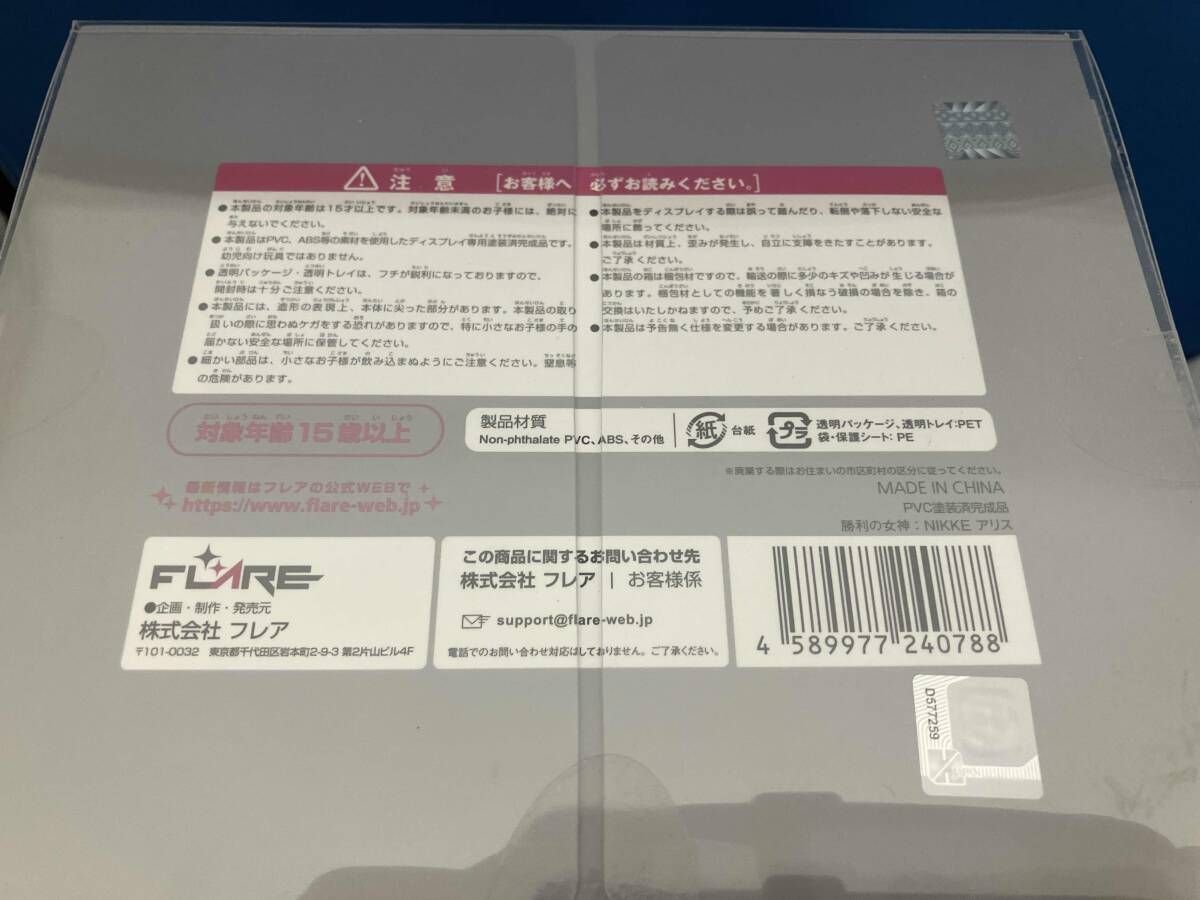 注意 [お客様へ 必ずお読みください。]
●本製品の対象年齢は15才以上です。対象年齢未満のお子様には、絶対に
与えないでください。
●本製品はPVC、ABS等の素材を使用したディスプレイ専用塗装済完成品です。
幼児向け玩具ではありません。
●透明パッケージ・透明トレイは、フチが鋭利になっておりますので、
開封時は十分ご注意ください。
●本製品には、造形の表現上、本体に尖った部分があります。本製品の取り
扱いの際に思わぬケガをする恐れがありますので、特に小さなお子様の手の
届かない安全な場所に保管してください。
●細かい部品は、小さなお子様が飲み込まぬようにご注意ください。窒息等
の危険があります。
●本製品をディスプレイする際は誤って踏んだり、転倒や落下しない安全な
場所に飾ってください。
●本製品は材質上、歪みが発生し、自立に支障をきたすことがあります。
ご了承ください。
●本製品の箱は梱包材ですので、輸送の際に多少のキズや凹みが生じる場合が
あります。梱包材としての機能を著しく損なう破損の場合を除き、箱の
交換はいたしかねますので、予めご了承ください。
●本製品は予告無く仕様を変更する場合があります。ご了承ください。
対象年齢15歳以上
製品材質
Non-phthalate PVC、ABS、その他
紙 台紙
プラ 透明パッケージ、透明トレイ:PET
袋・保護シート: PE
※廃棄する際はお住まいの市区町村の区分に従ってください。
MADE IN CHINA
PVC塗装済完成品
勝利の女神：NIKKE アリス
最新情報はフレアの公式WEBで
https://www.flare-web.jp
FLARE
●企画・制作・発売元
株式会社 フレア
〒101-0032 東京都千代田区岩本町2-9-3 第2片山ビル4F
この商品に関するお問い合わせ先
株式会社 フレア | お客様係
support@flare-web.jp
電話でのお問い合わせ対応はしておりません。ご了承ください。
4 589977 240788
D577259